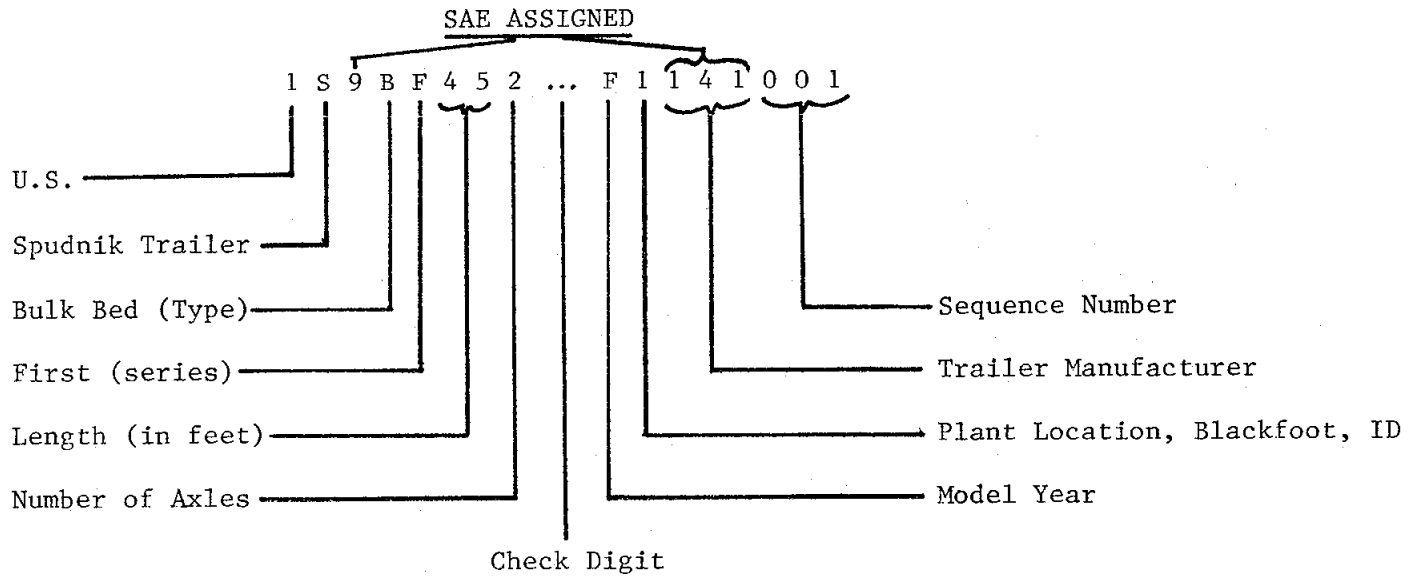 SAE ASSIGNED
1 S 9 B F 4 5 2 ... F 1 1 4 1 0 0 1
U.S.
Spudnik Trailer
Bulk Bed (Type)
Sequence Number
First (series)
Trailer Manufacturer
Length (in feet)
Plant Location, Blackfoot, ID
Number of Axles
Model Year
Check Digit